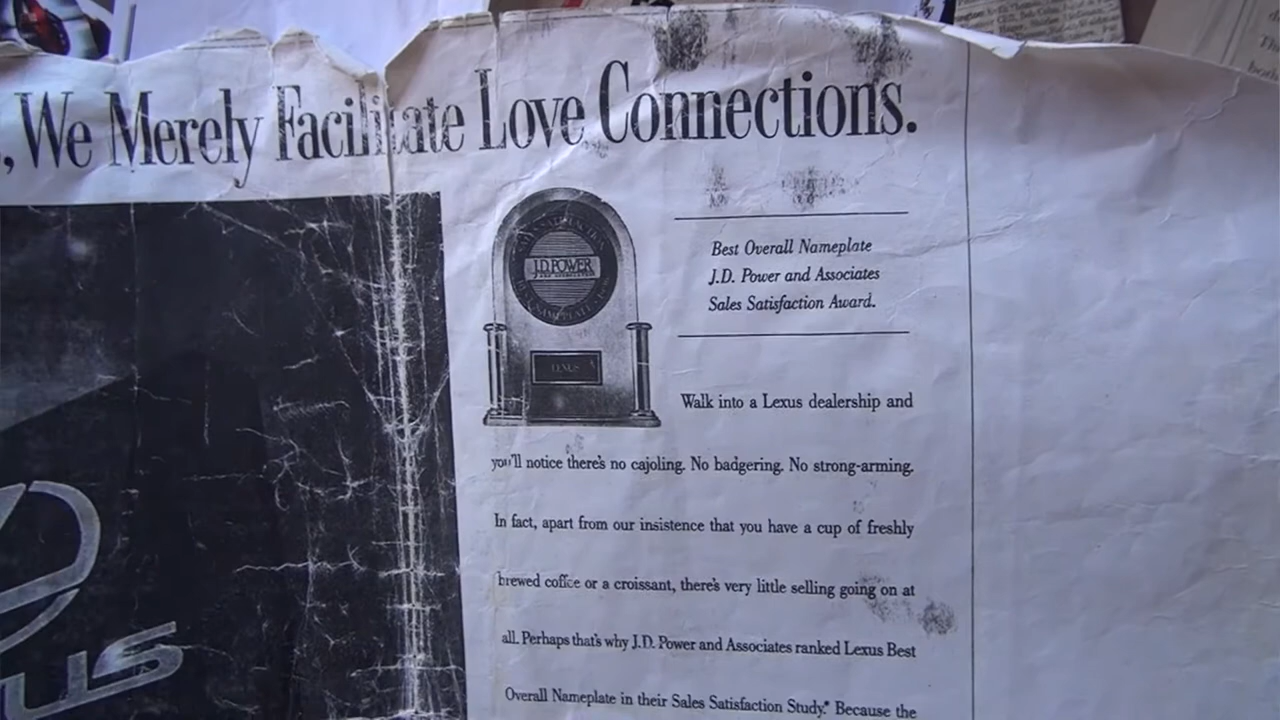 , We Merely Facilitate Love Connections.
J.D. POWER
LEXUS
Best Overall Nameplate
J.D. Power and Associates
Sales Satisfaction Award.
Walk into a Lexus dealership and
you'll notice there's no cajoling. No badgering. No strong-arming.
In fact, apart from our insistence that you have a cup of freshly
brewed coffee or a croissant, there's very little selling going on at
all. Perhaps that's why J.D. Power and Associates ranked Lexus Best
Overall Nameplate in their Sales Satisfaction Study.* Because the
us